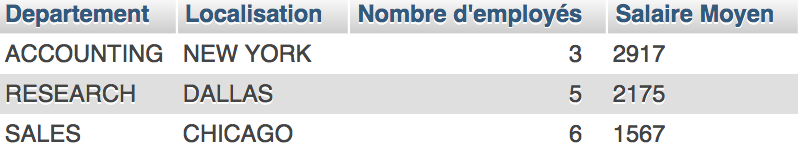 Departement Localisation Nombre d'employés Salaire Moyen
ACCOUNTING NEW YORK 3 2917
RESEARCH DALLAS 5 2175
SALES CHICAGO 6 1567